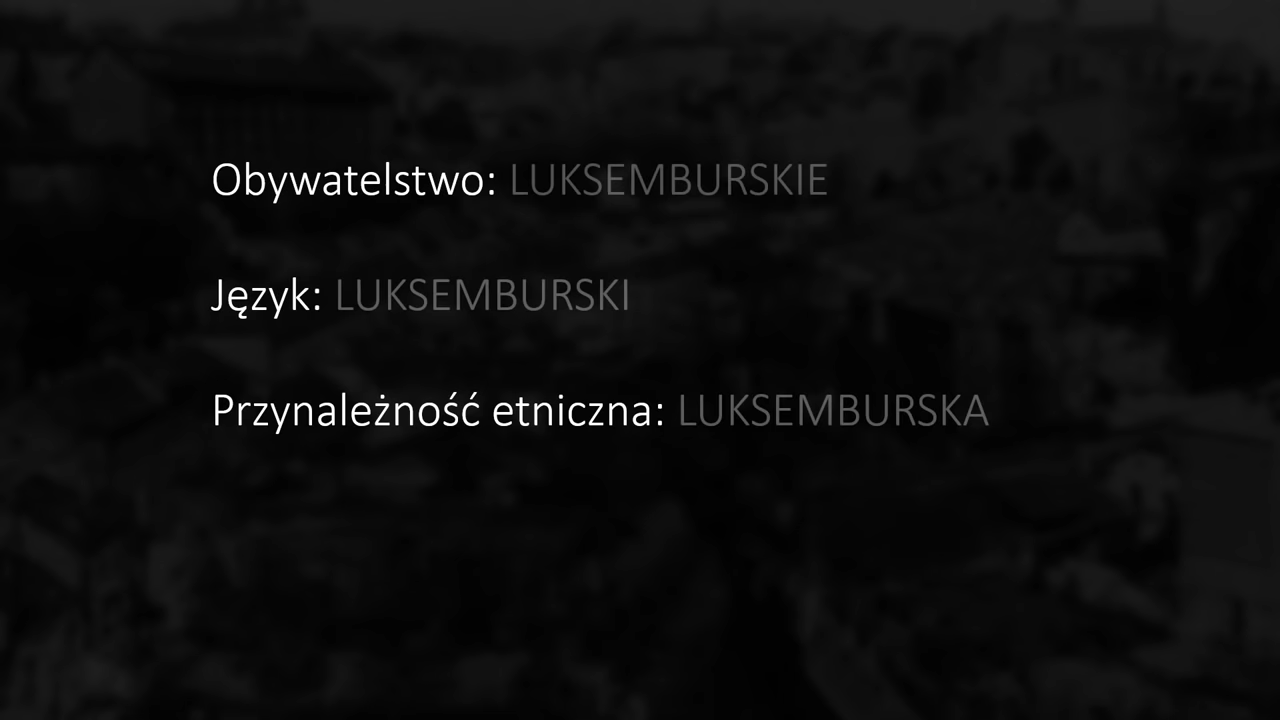 Obywatelstwo: LUKSEMBURSKIE
Język: LUKSEMBURSKI
Przynależność etniczna: LUKSEMBURSKA